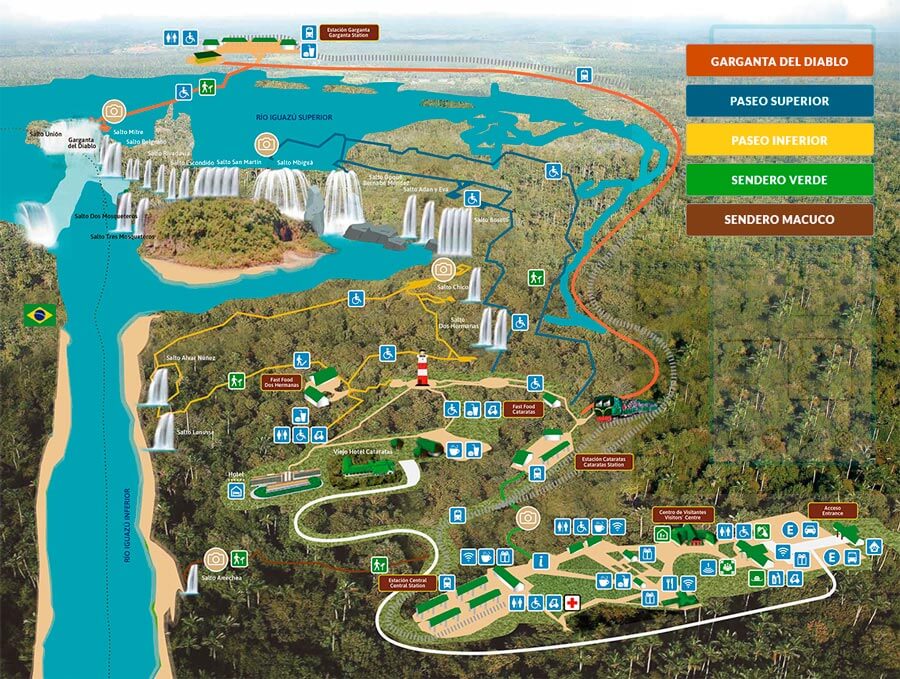 Estación Garganta
Garganta Station
GARGANTA DEL DIABLO
PASEO SUPERIOR
PASEO INFERIOR
SENDERO VERDE
SENDERO MACUCO
RÍO IGUAZÚ SUPERIOR
Salto Unión
Garganta
del Diablo
Salto Mitre
Salto Belgrano
Salto Rivadavia
Salto Escondido
Salto San Martín
Salto Mbiguá
Bernabé Méndez
Salto Adan y Eva
Salto Bosetti
Salto Dos Mosqueteros
Salto Tres Mosqueteros
Salto Chico
Salto
Dos Hermanas
Salto Alvar Núñez
Salto Lanusse
Fast Food
Dos Hermanas
Fast Food
Cataratas
Viejo Hotel Cataratas
Hotel
Estación Cataratas
Cataratas Station
RÍO IGUAZÚ INFERIOR
Salto Arrechea
Estación Central
Central Station
Centro de Visitantes
Visitors' Centre
Acceso
Entrance
i
E
E